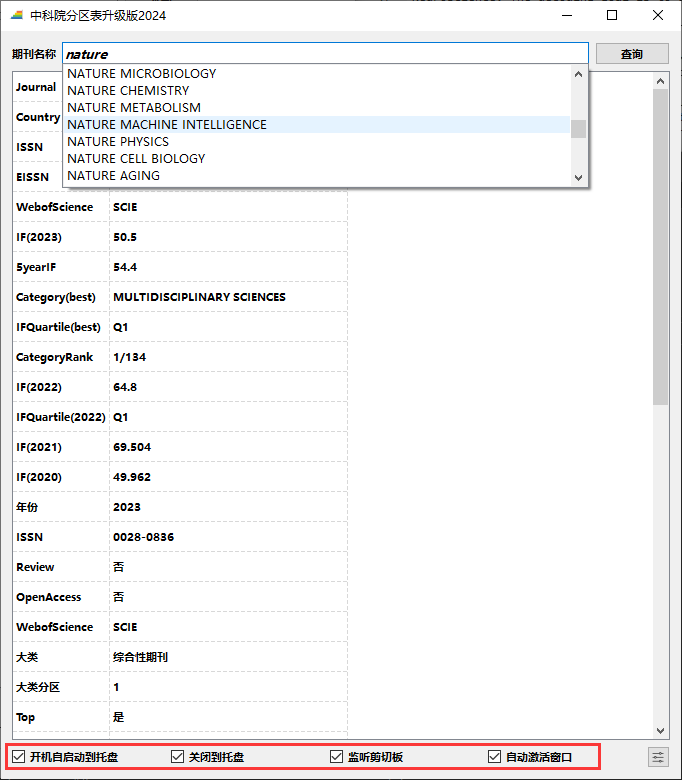 中科院分区表升级版2024
期刊名称 nature 查询
NATURE MICROBIOLOGY
NATURE CHEMISTRY
NATURE METABOLISM
NATURE MACHINE INTELLIGENCE
NATURE PHYSICS
NATURE CELL BIOLOGY
NATURE AGING
Journal
Country
ISSN
EISSN
WebofScience SCIE
IF(2023) 50.5
5yearIF 54.4
Category(best) MULTIDISCIPLINARY SCIENCES
IFQuartile(best) Q1
CategoryRank 1/134
IF(2022) 64.8
IFQuartile(2022) Q1
IF(2021) 69.504
IF(2020) 49.962
年份 2023
ISSN 0028-0836
Review 否
OpenAccess 否
WebofScience SCIE
大类 综合性期刊
大类分区 1
Top 是
开机自启动到托盘 关闭到托盘 监听剪切板 自动激活窗口